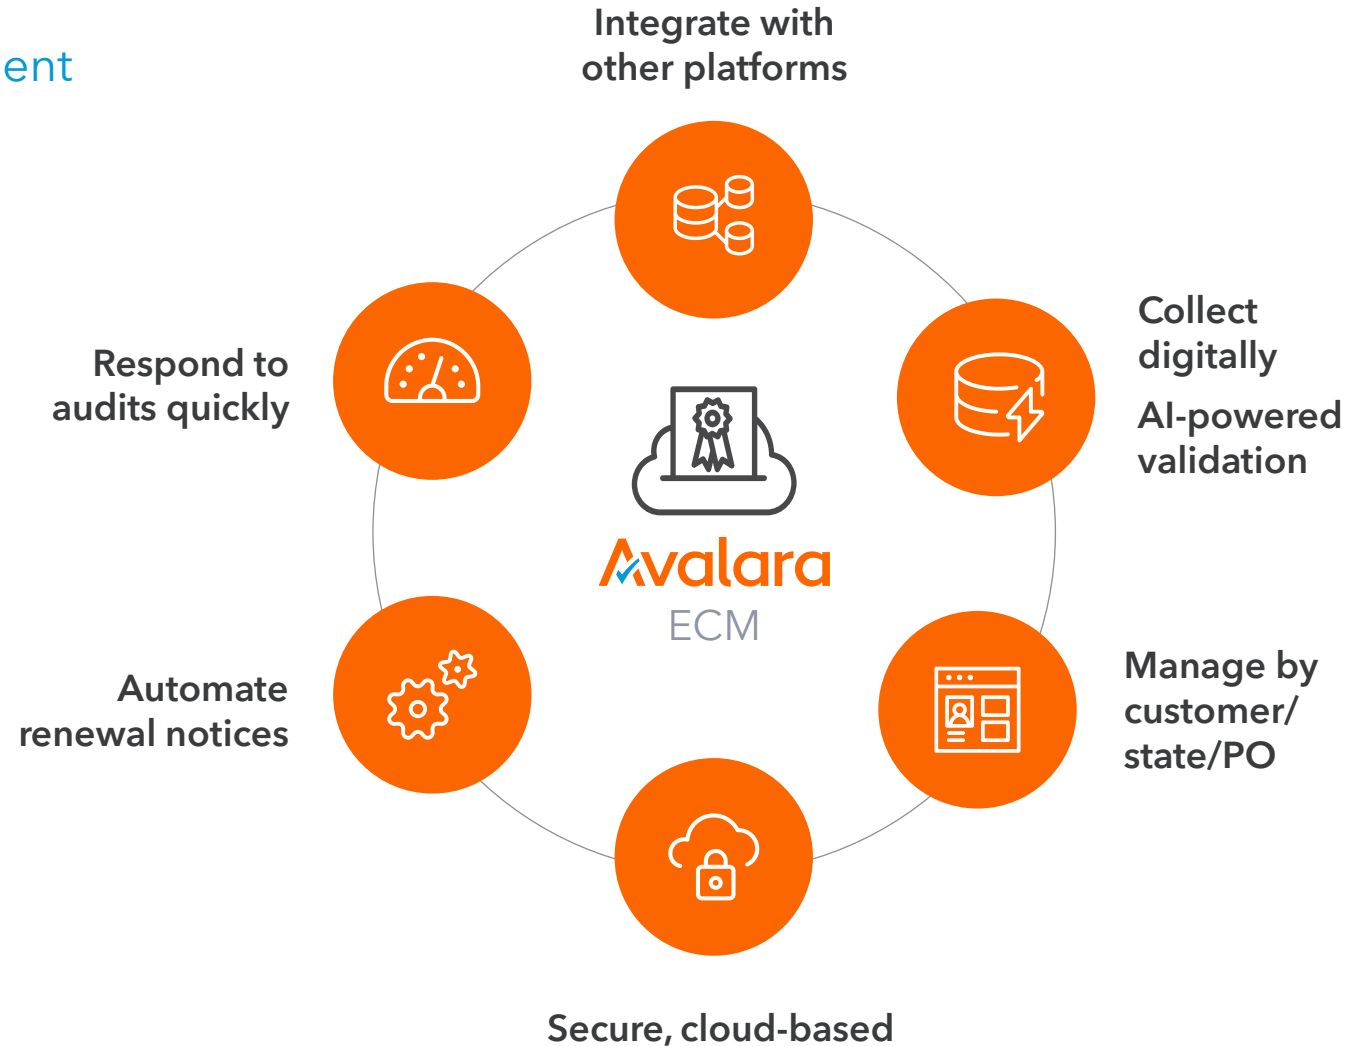 ent
Integrate with
other platforms
Collect
digitally
AI-powered
validation
Respond to
audits quickly
Avalara
ECM
Manage by
customer/
state/PO
Automate
renewal notices
Secure, cloud-based